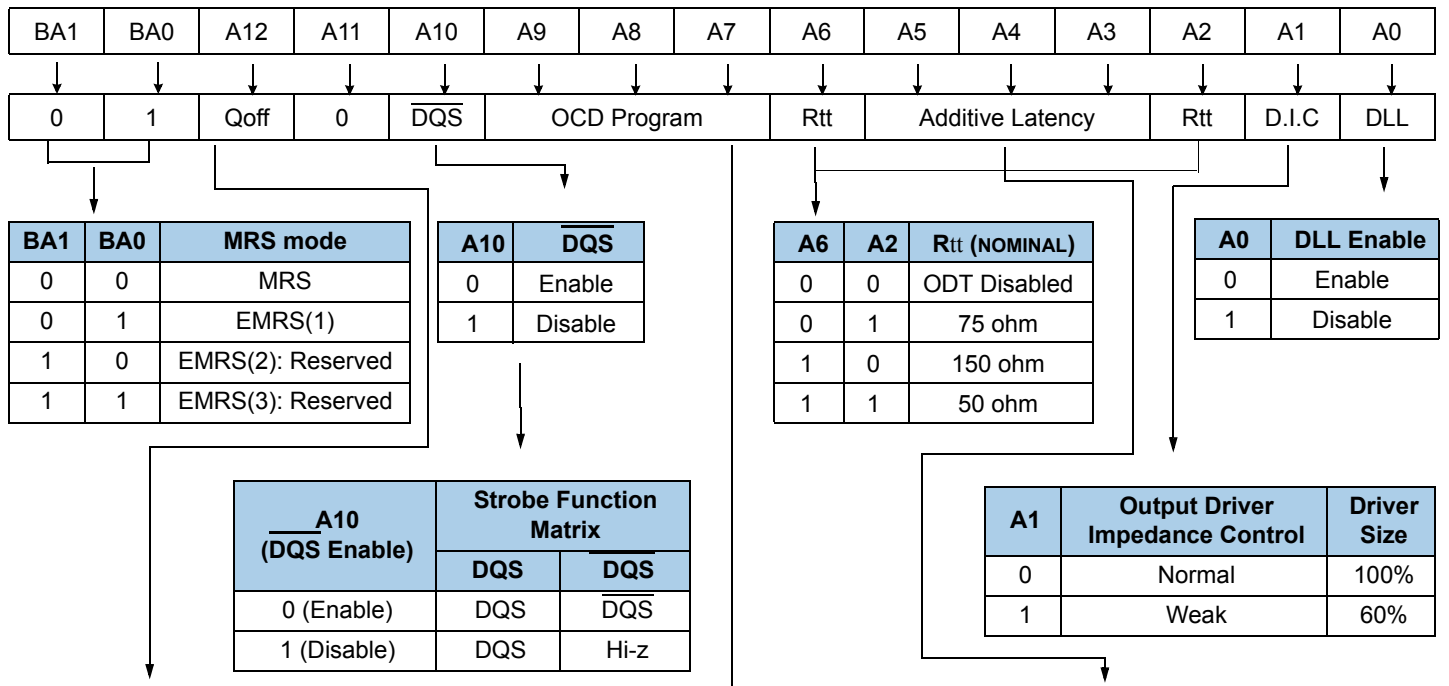 BA1 BA0 A12 A11 A10 A9 A8 A7 A6 A5 A4 A3 A2 A1 A0
0 1 Qoff 0 D̅Q̅S̅ OCD Program Rtt Additive Latency Rtt D.I.C DLL
BA1 BA0 MRS mode
0 0 MRS
0 1 EMRS(1)
1 0 EMRS(2): Reserved
1 1 EMRS(3): Reserved
A10 D̅Q̅S̅
0 Enable
1 Disable
A6 A2 Rtt (NOMINAL)
0 0 ODT Disabled
0 1 75 ohm
1 0 150 ohm
1 1 50 ohm
A0 DLL Enable
0 Enable
1 Disable
A10
(D̅Q̅S̅ Enable)
Strobe Function
Matrix
DQS D̅Q̅S̅
0 (Enable) DQS D̅Q̅S̅
1 (Disable) DQS Hi-z
A1
Output Driver
Impedance Control
Driver
Size
0 Normal 100%
1 Weak 60%